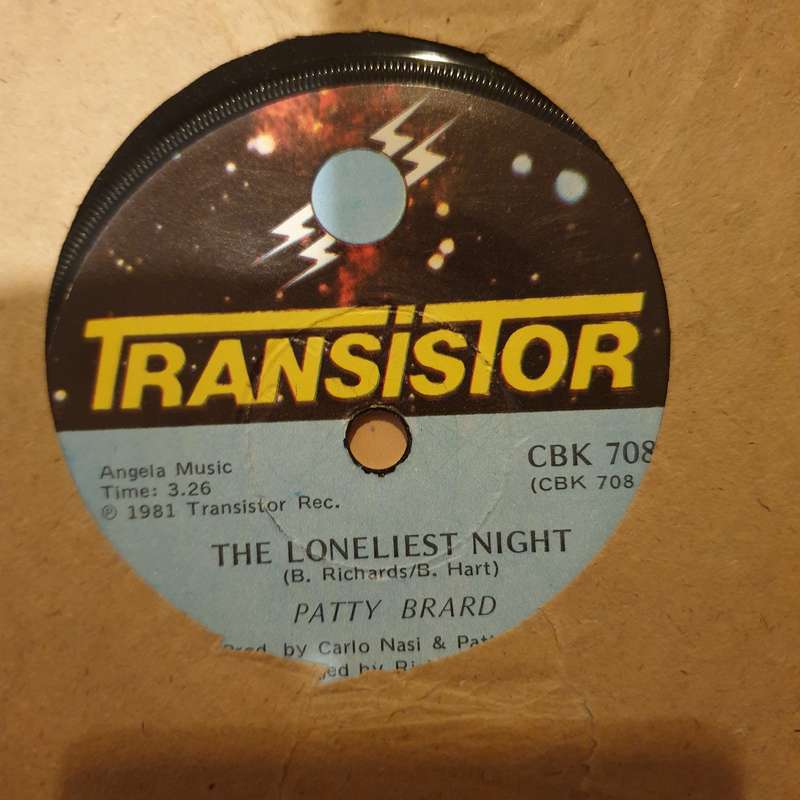 TRANSISTOR
Angela Music
Time: 3.26
℗ 1981 Transistor Rec.
CBK 708
(CBK 708
THE LONELIEST NIGHT
(B. Richards/B. Hart)
PATTY BRARD
by Carlo Nasi &
by